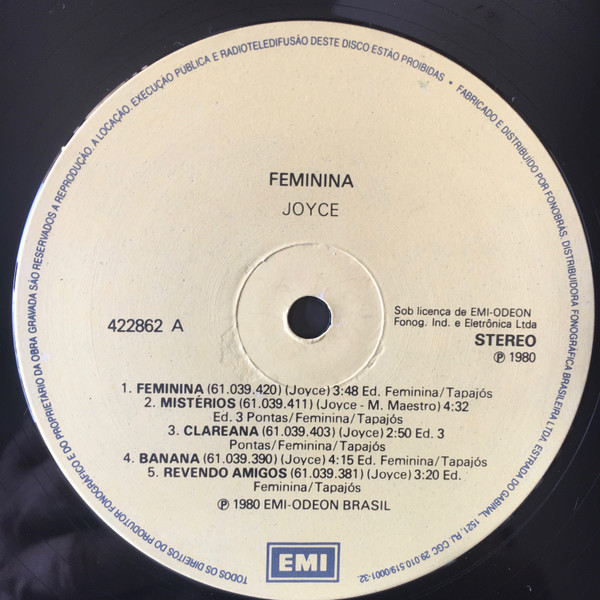 TODOS OS DIREITOS DO PRODUTOR FONOGRÁFICO E DO PROPRIETÁRIO DA OBRA GRAVADA SÃO RESERVADOS A REPRODUÇÃO. A LOCAÇÃO. EXECUÇÃO PUBLICA E RADIOTELEDIFUSÃO DESTE DISCO ESTÃO PROIBIDAS • FABRICADO E DISTRIBUIDO POR FONOBRÁS, DISTRIBUIDORA FONOGRÁFICA BRASILEIRA LTDA. ESTRADA DO GABINAL, 1521. RJ. CGC 29.010.519/0001-32
FEMININA
JOYCE
422862 A
Sob licença de EMI-ODEON
Fonog. Ind. e Eletrônica Ltda
STEREO
℗ 1980
1. FEMININA (61.039.420) (Joyce) 3:48 Ed. Feminina/Tapajós
2. MISTÉRIOS (61.039.411) (Joyce - M. Maestro) 4:32
Ed. 3 Pontas/Feminina/Tapajós
3. CLAREANA (61.039.403) (Joyce) 2:50 Ed. 3
Pontas/Feminina/Tapajós
4. BANANA (61.039.390) (Joyce) 4:15 Ed. Feminina/Tapajós
5. REVENDO AMIGOS (61.039.381) (Joyce) 3:20 Ed.
Feminina/Tapajós
℗ 1980 EMI-ODEON BRASIL
EMI